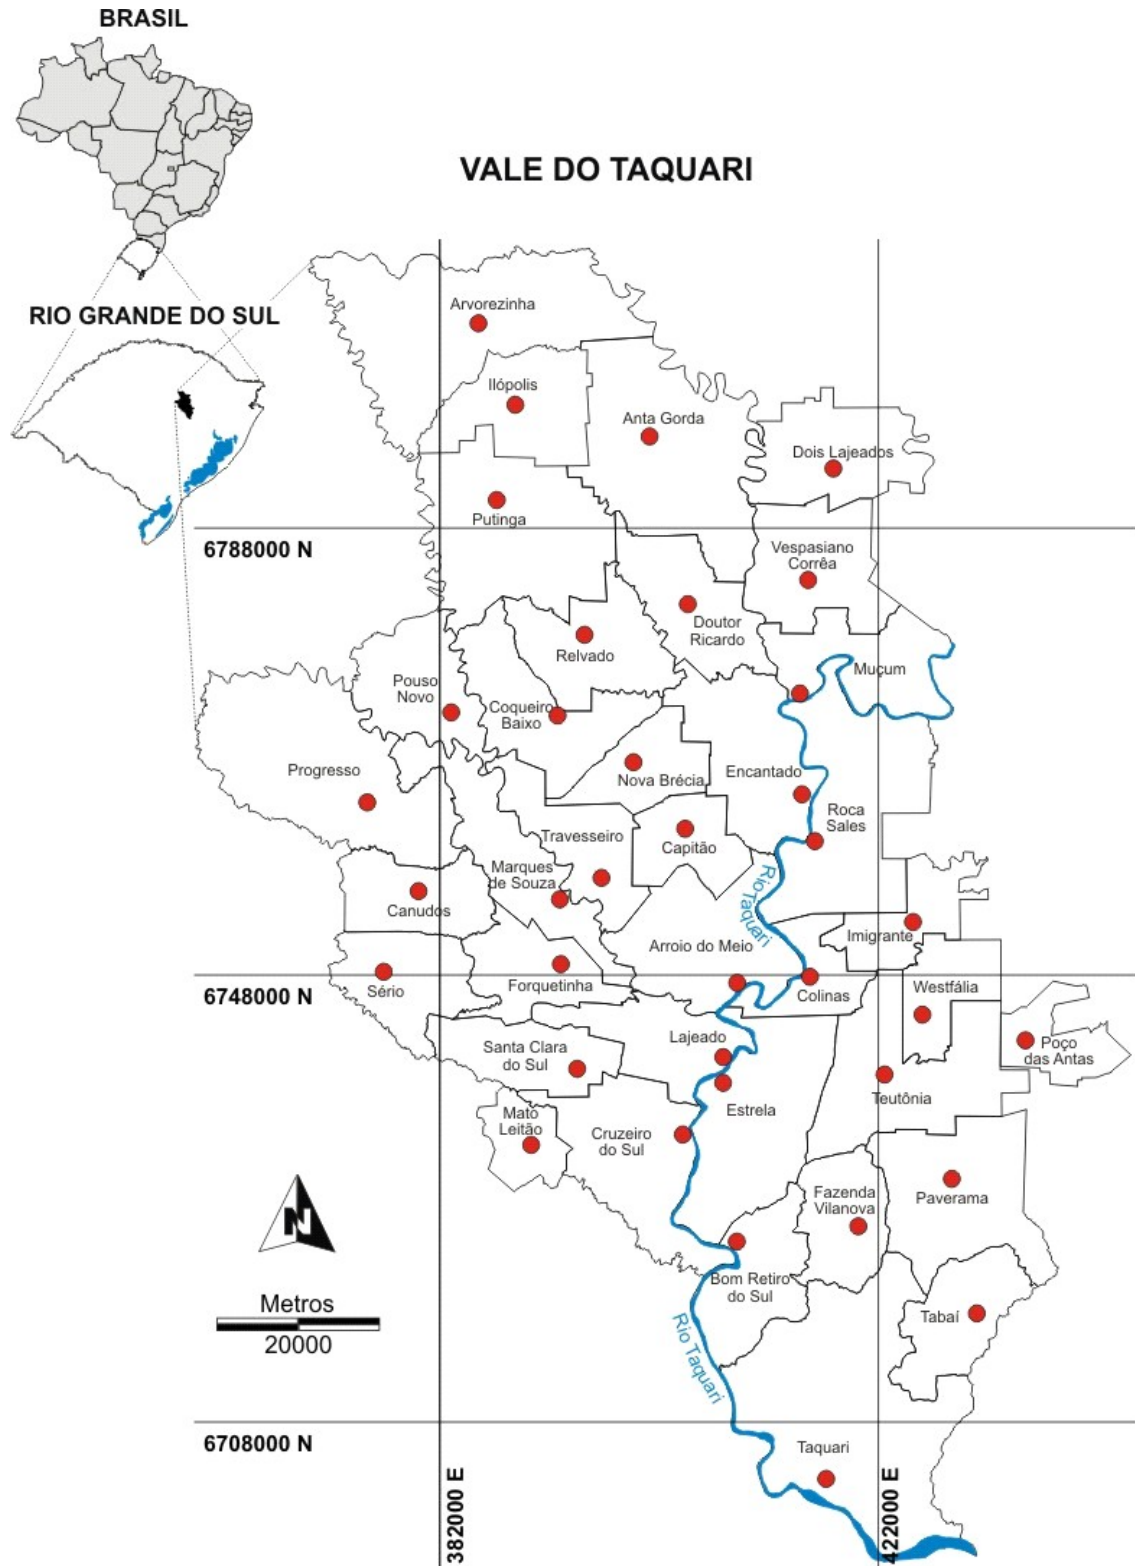 BRASIL
VALE DO TAQUARI
RIO GRANDE DO SUL
Arvorezinha
Ilópolis
Anta Gorda
Dois Lajeados
Putinga
6788000 N
Vespasiano
Corrêa
Doutor
Ricardo
Relvado
Muçum
Pouso
Novo
Coqueiro
Baixo
Progresso
Nova Brécia
Encantado
Roca
Sales
Travesseiro
Capitão
Marques
de Souza
Rio Taquari
Canudos
Arroio do Meio
Imigrante
6748000 N
Sério
Forquetinha
Colinas
Westfália
Lajeado
Santa Clara
do Sul
Poço
das Antas
Estrela
Teutônia
Mato
Leitão
Cruzeiro
do Sul
Fazenda
Vilanova
Paverama
N
Bom Retiro
do Sul
Metros
20000
Tabaí
Rio Taquari
6708000 N
Taquari
382000 E
422000 E